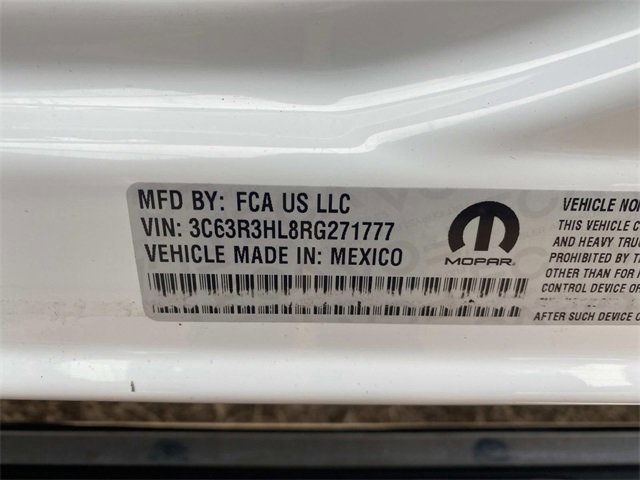 MFD BY: FCA US LLC
VIN: 3C63R3HL8RG271777
VEHICLE MADE IN: MEXICO
MOPAR
VEHICLE NO
THIS VEHICLE C
AND HEAVY TRU
PROHIBITED BY T
OTHER THAN FOR
CONTROL DEVICE OR
AFTER SUCH DEVICE